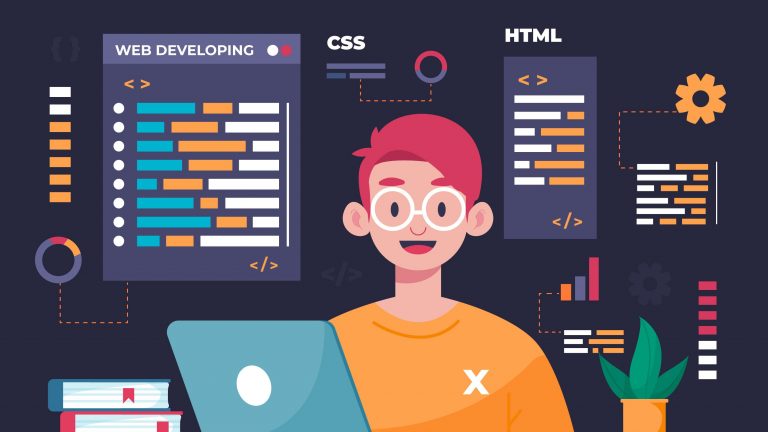 WEB DEVELOPING
CSS
HTML
< >
< >
</>
</>
</>
{ }
X